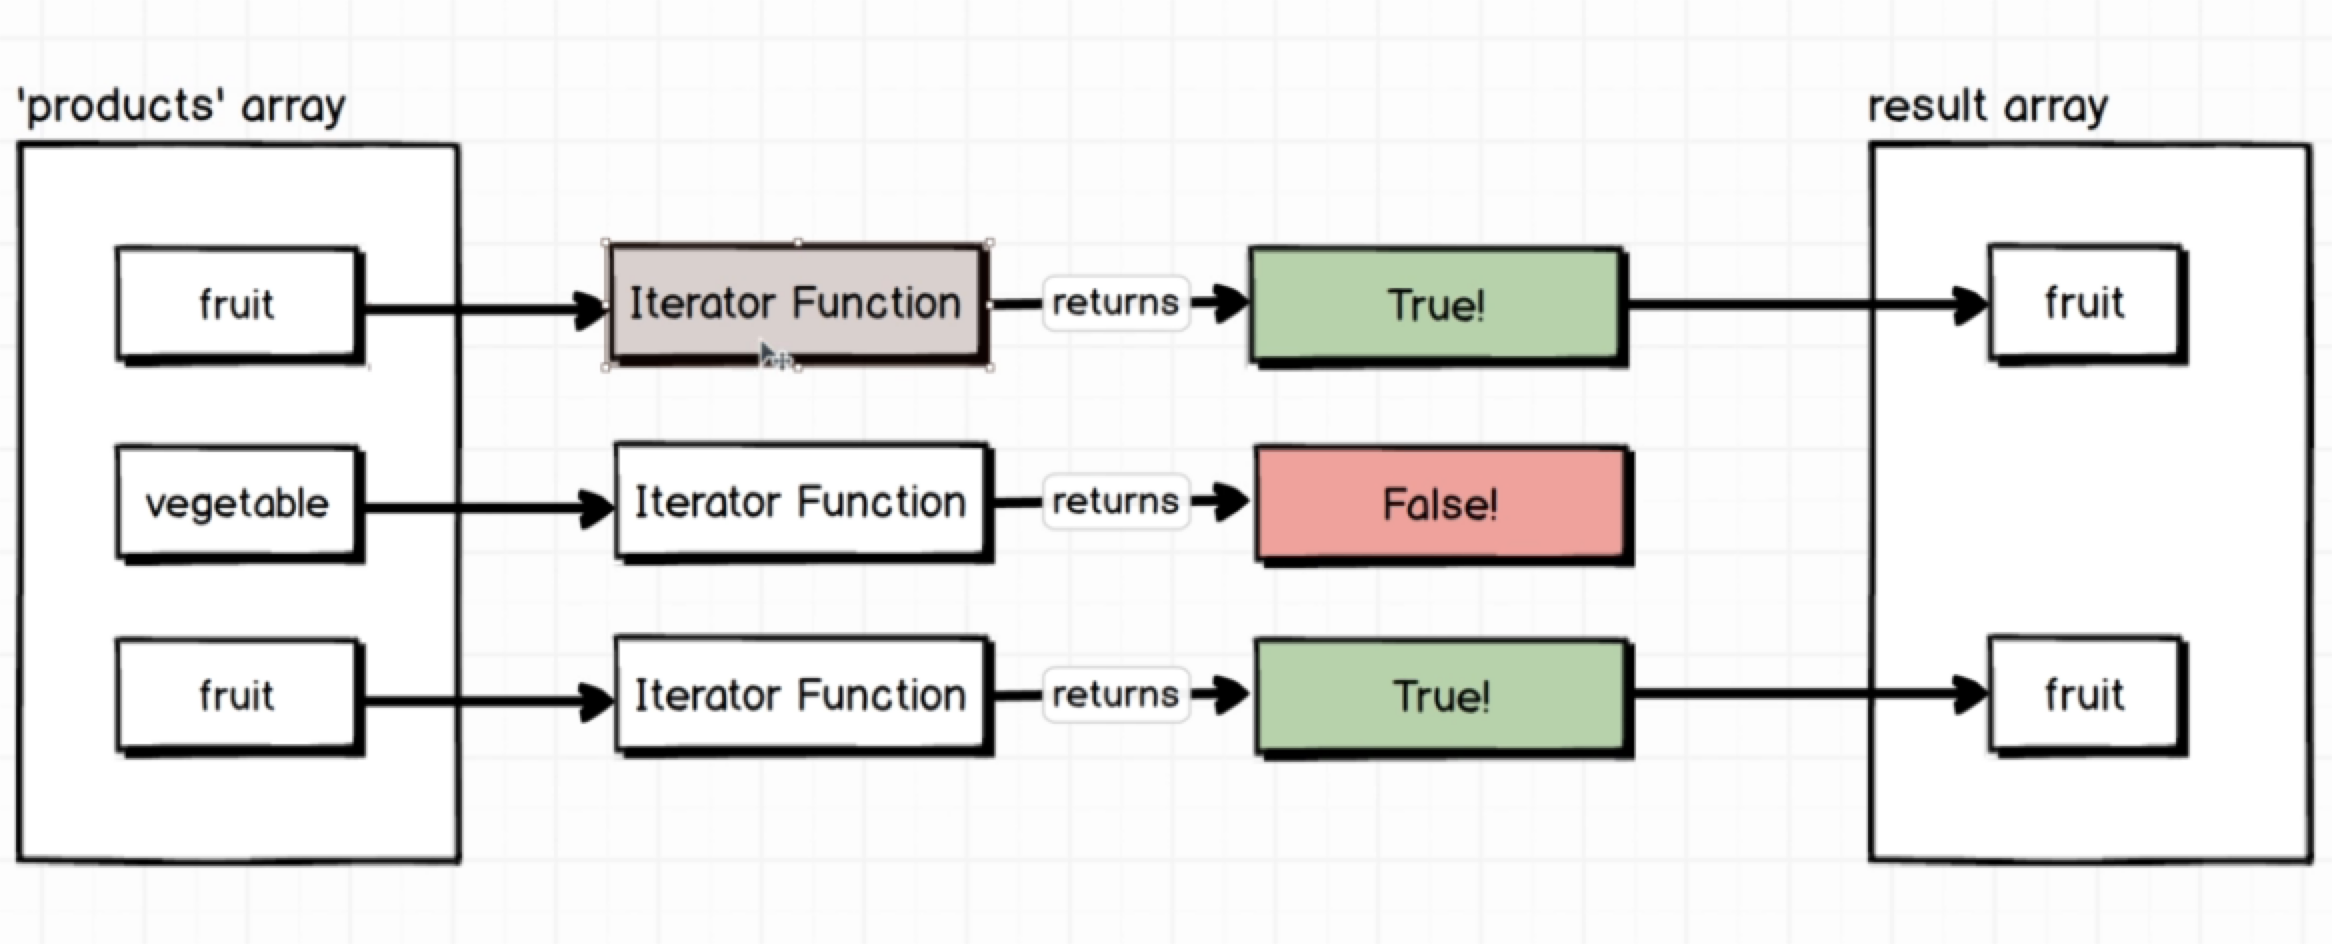 'products' array
result array
fruit
Iterator Function
returns
True!
fruit
vegetable
Iterator Function
returns
False!
fruit
Iterator Function
returns
True!
fruit